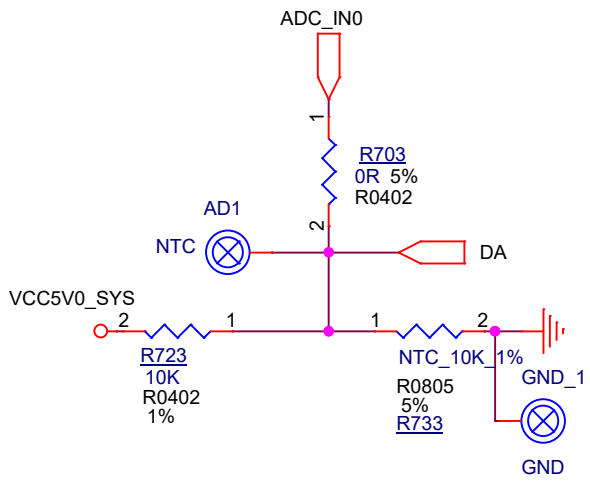 ADC_IN0
1
R703
0R 5%
R0402
2
AD1
NTC
DA
VCC5V0_SYS
2
1
1
2
R723
10K
R0402
1%
NTC_10K_1%
R0805
5%
R733
GND_1
GND